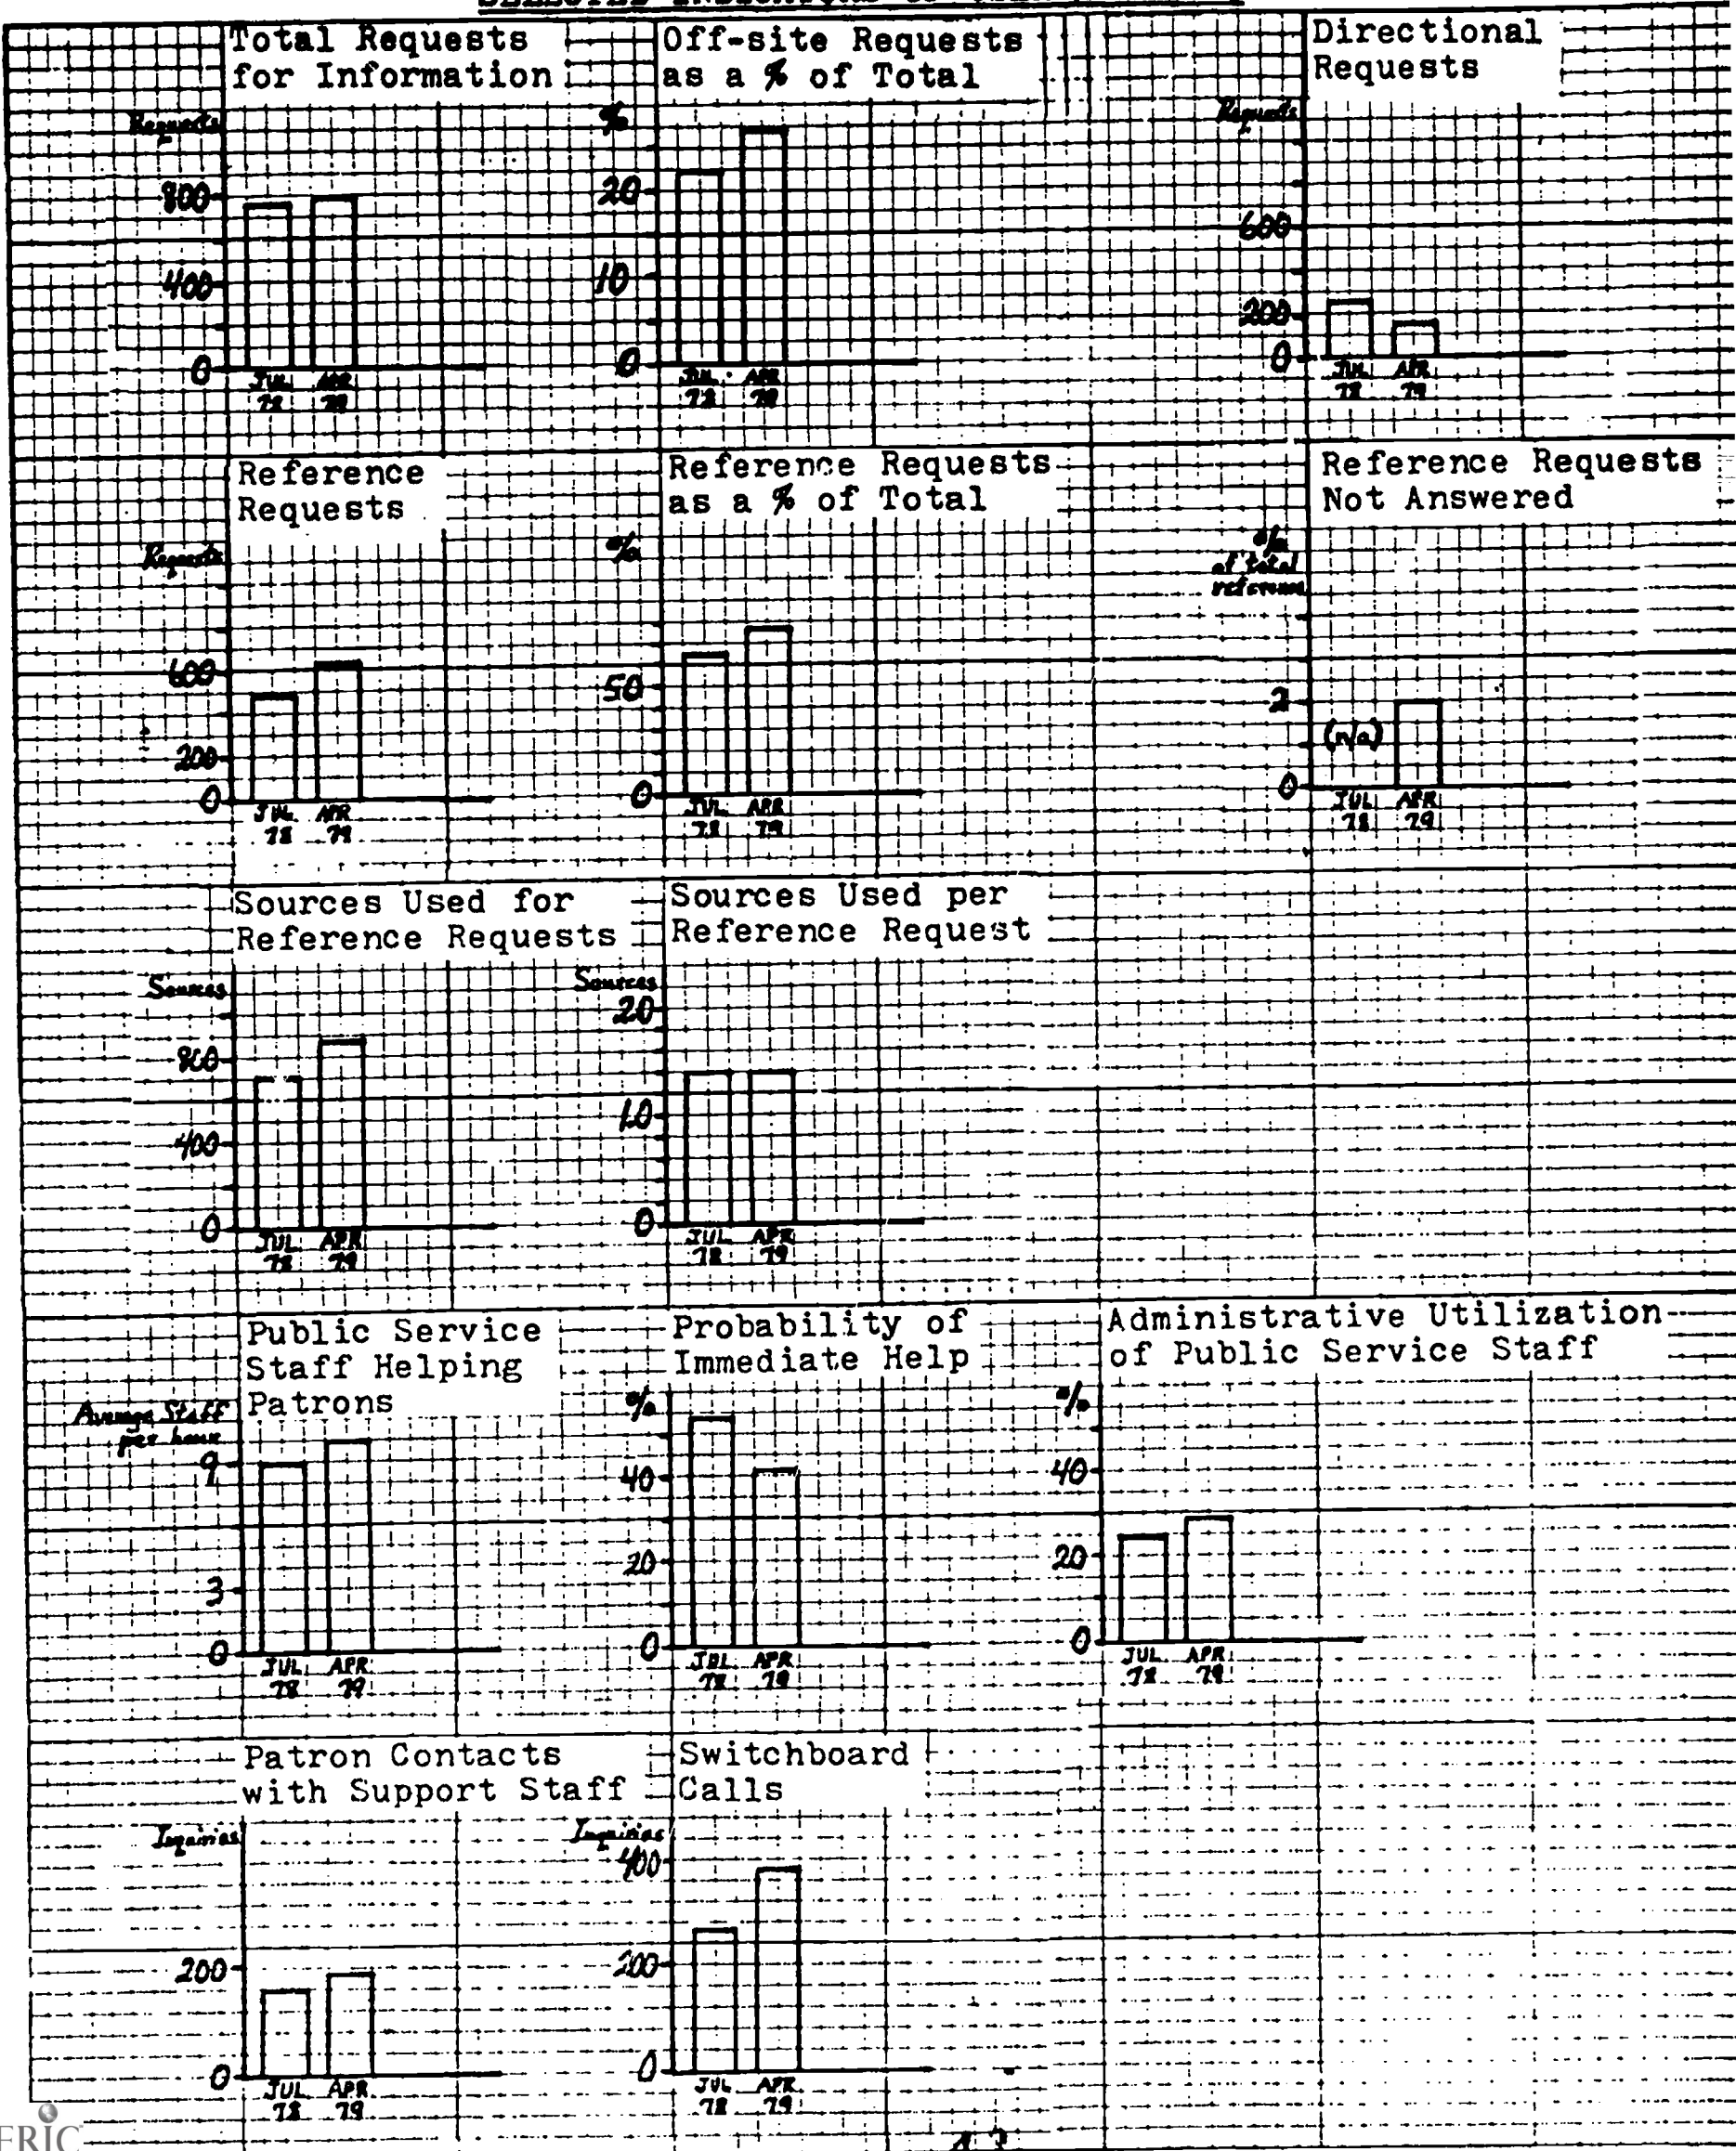 Total Requests
for Information
Requests
800
400
0
JUL APR
78 79
Off-site Requests
as a % of Total
%
20
10
0
JUL APR
78 79
Directional
Requests
Requests
600
200
0
JUL APR
78 79
Reference
Requests
Requests
600
200
0
JUL APR
78 79
Reference Requests
as a % of Total
%
50
0
JUL APR
78 79
Reference Requests
Not Answered
%
of total
reference
2
(n/a)
0
JUL APR
78 79
Sources Used for
Reference Requests
Sources
800
400
0
JUL APR
78 79
Sources Used per
Reference Request
Sources
2.0
1.0
0
JUL APR
78 79
Public Service
Staff Helping
Patrons
Average Staff
per hour
9
3
0
JUL APR
78 79
Probability of
Immediate Help
%
40
20
0
JUL APR
78 79
Administrative Utilization
of Public Service Staff
%
40
20
0
JUL APR
78 79
Patron Contacts
with Support Staff
Inquiries
200
0
JUL APR
78 79
Switchboard
Calls
Inquiries
400
200
0
JUL APR
78 79
ERIC